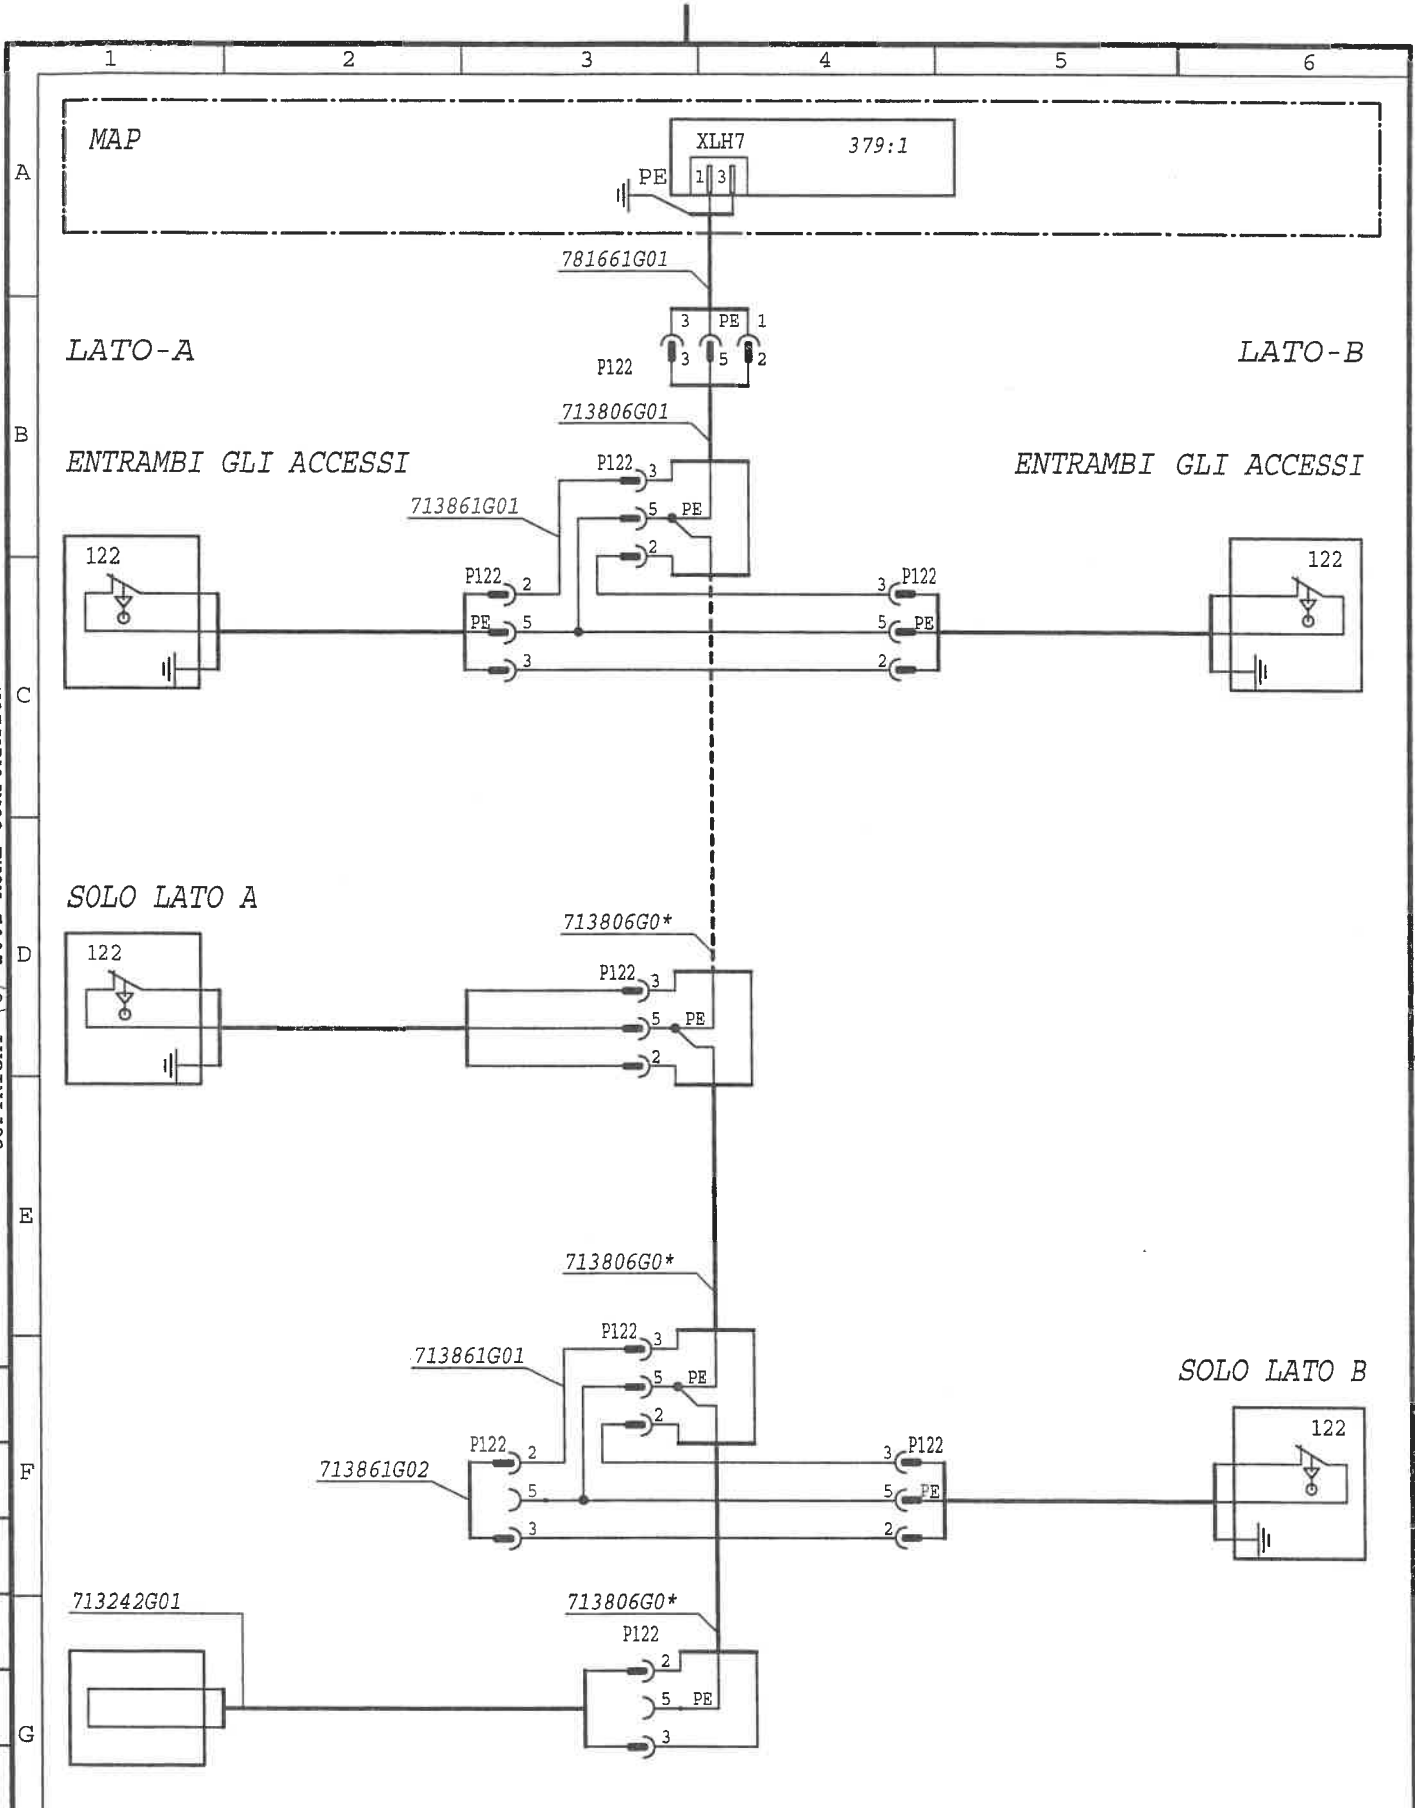 1 2 3 4 5 6
A
MAP
XLH7 379:1
PE 1 3
781661G01
3 PE 1
3 5 2
P122
LATO-A LATO-B
B
713806G01
ENTRAMBI GLI ACCESSI ENTRAMBI GLI ACCESSI
P122 3
713861G01
5 PE
2
122 122
P122 2 3 P122
PE 5 5 PE
3 2
C
SOLO LATO A
713806G0*
D
122
P122 3
5 PE
2
E
713806G0*
P122 3
713861G01
5 PE
2
SOLO LATO B
122
F
P122 2 3 P122
713861G02
5 5 PE
3 2
713242G01 713806G0*
P122
2
5 PE
3
G